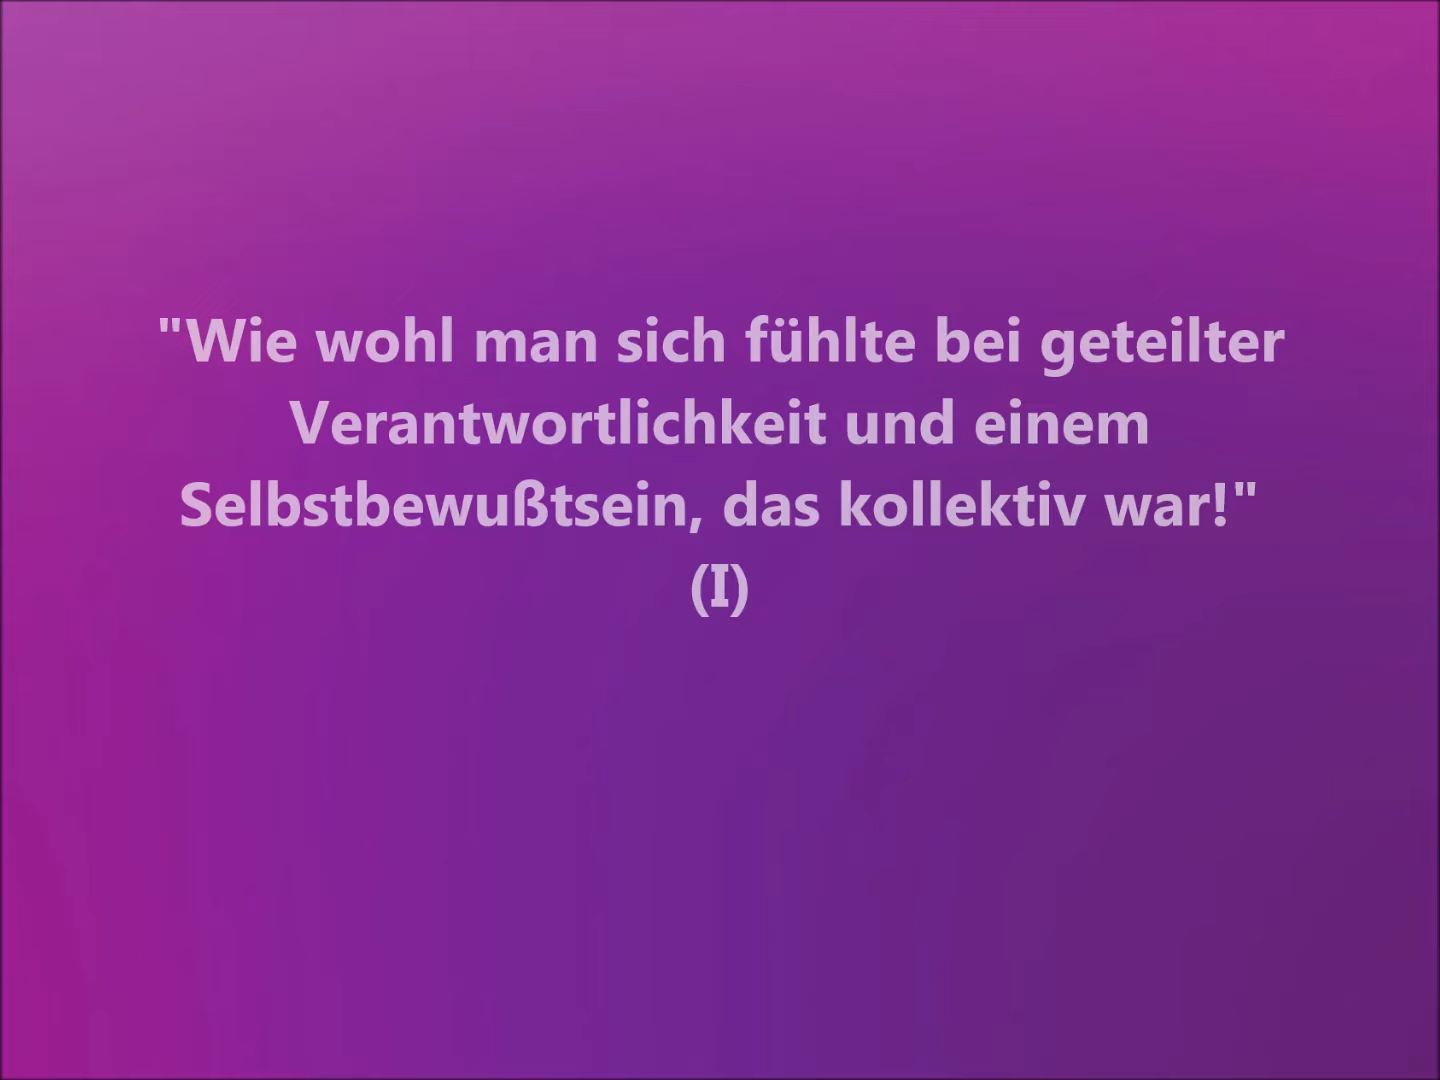 "Wie wohl man sich fühlte bei geteilter
Verantwortlichkeit und einem
Selbstbewußtsein, das kollektiv war!"
(I)